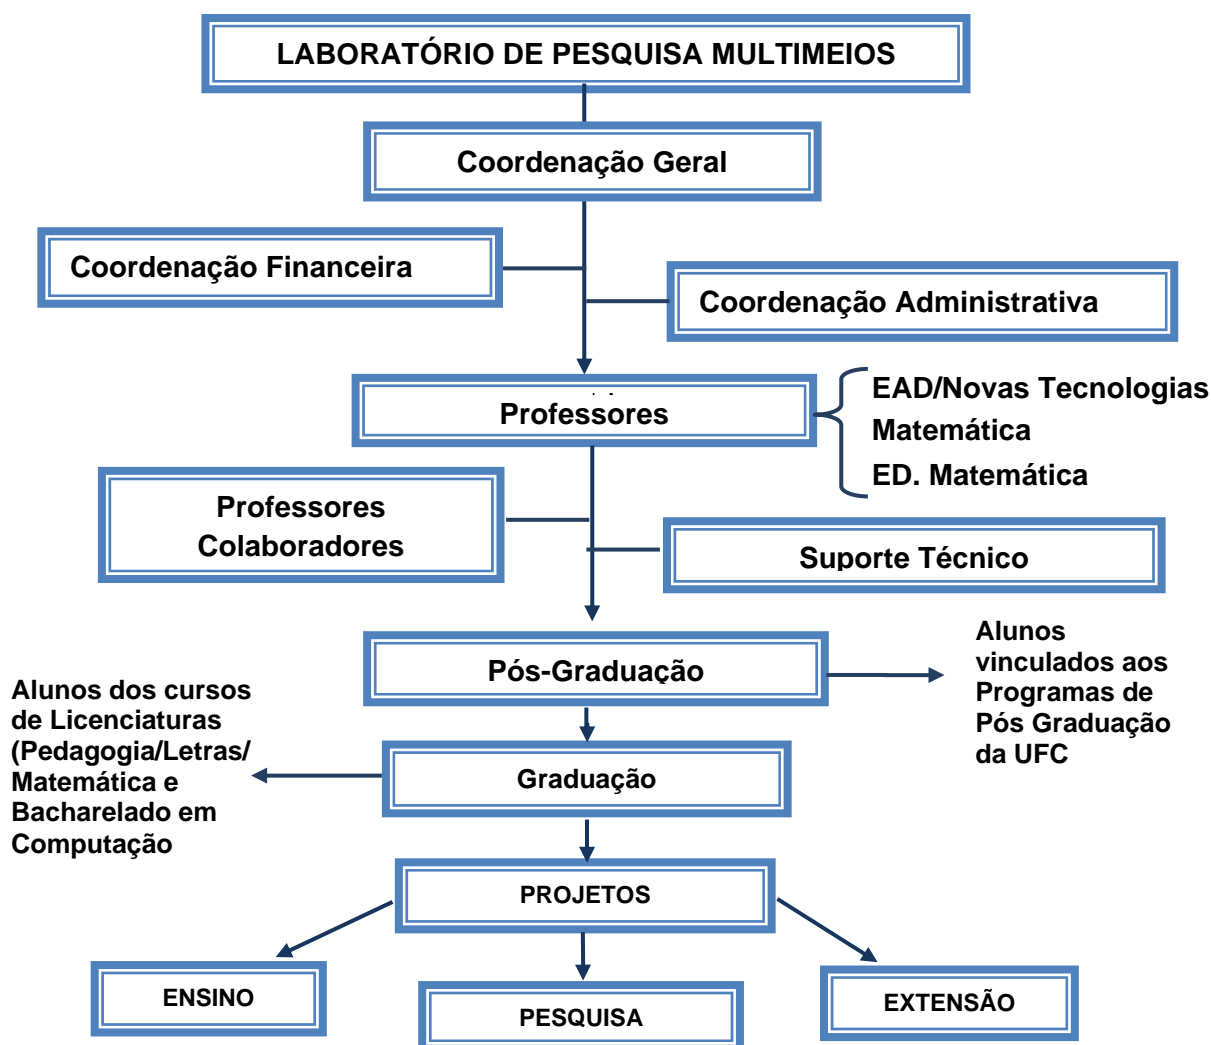 LABORATÓRIO DE PESQUISA MULTIMEIOS
Coordenação Geral
Coordenação Financeira
Coordenação Administrativa
Professores
EAD/Novas Tecnologias
Matemática
ED. Matemática
Professores
Colaboradores
Suporte Técnico
Pós-Graduação
Alunos
vinculados aos
Programas de
Pós Graduação
da UFC
Alunos dos cursos
de Licenciaturas
(Pedagogia/Letras/
Matemática e
Bacharelado em
Computação
Graduação
PROJETOS
ENSINO
PESQUISA
EXTENSÃO